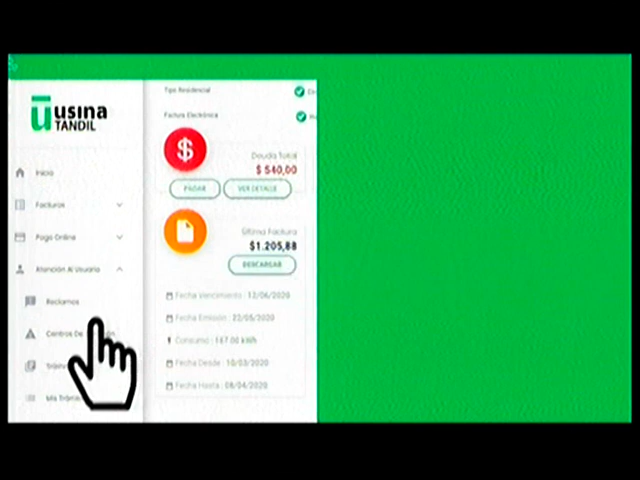 usina
TANDIL
Inicio
Facturas
Pago Online
Atención Al Usuario
Reclamos
Centros De
Mis
Tipo Residencial
Factura Electrónica
Deuda Total
$ 540,00
PAGAR
VER DETALLE
Última Factura
$1.205,88
DESCARGAR
Fecha Vencimiento : 12/06/2020
Fecha Emisión : 22/05/2020
Consumo : 167.00 kWh
Fecha Desde : 10/03/2020
Fecha Hasta : 08/04/2020